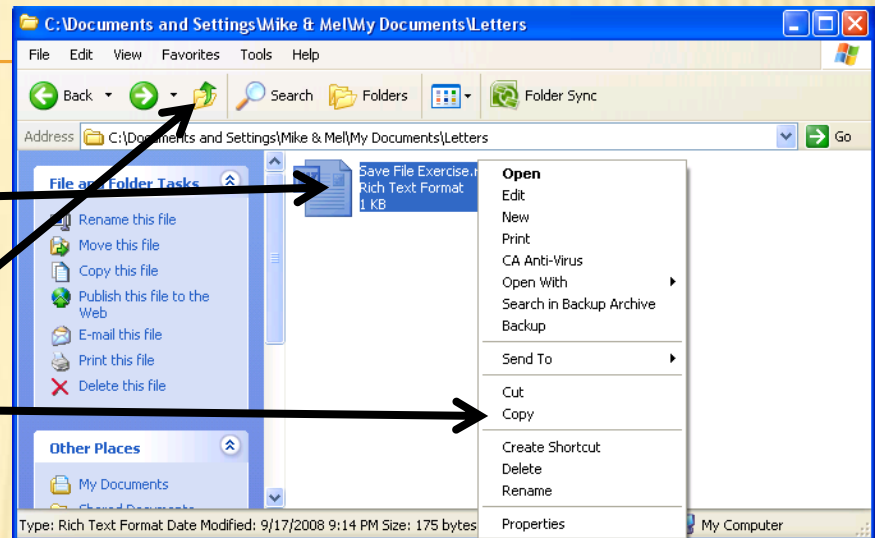 C:\Documents and Settings\Mike & Mel\My Documents\Letters
File Edit View Favorites Tools Help
Back Search Folders Folder Sync
Address C:\Documents and Settings\Mike & Mel\My Documents\Letters Go
File and Folder Tasks
Rename this file
Move this file
Copy this file
Publish this file to the
Web
E-mail this file
Print this file
Delete this file
Other Places
My Documents
Shared Documents
Save File Exercise.r
Rich Text Format
1 KB
Open
Edit
New
Print
CA Anti-Virus
Open With
Search in Backup Archive
Backup
Send To
Cut
Copy
Create Shortcut
Delete
Rename
Properties
Type: Rich Text Format Date Modified: 9/17/2008 9:14 PM Size: 175 bytes
My Computer